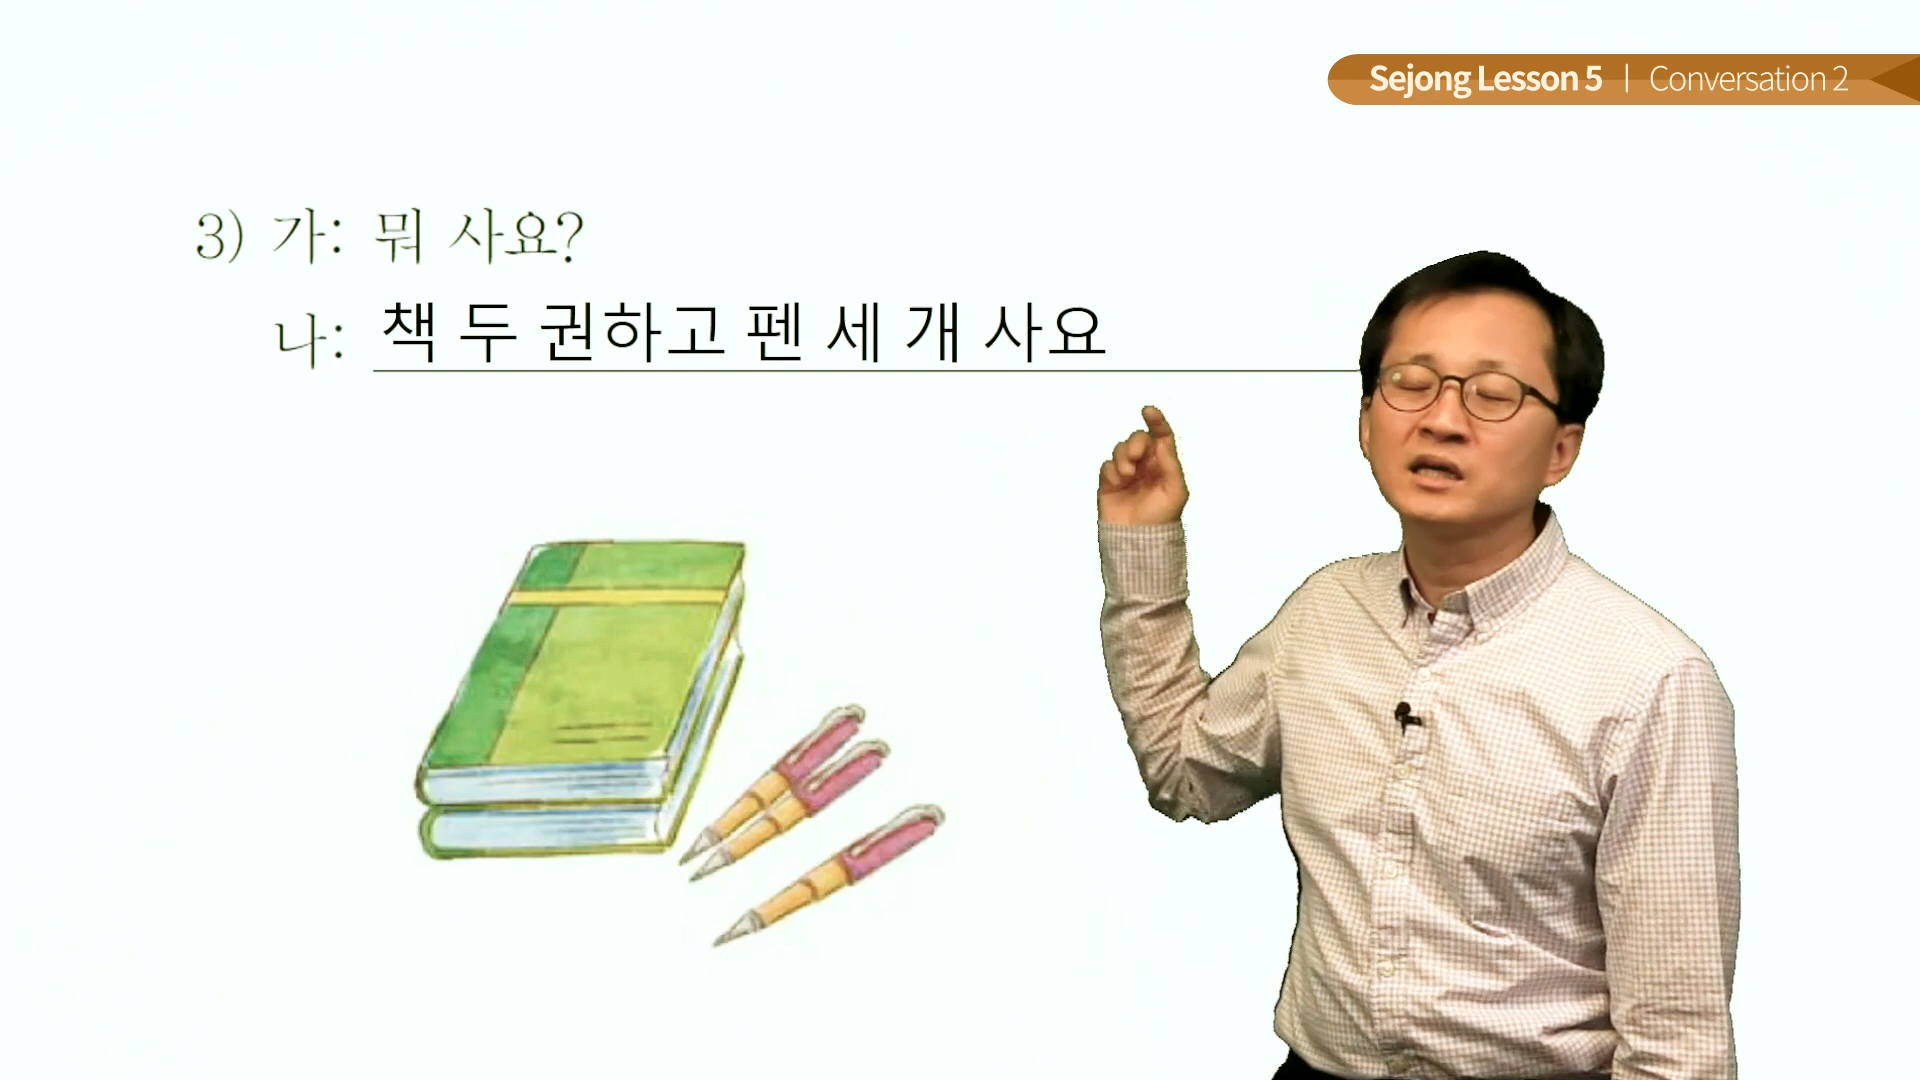 Sejong Lesson 5 | Conversation 2
3) 가: 뭐 사요?
나: 책 두 권하고 펜 세 개 사요